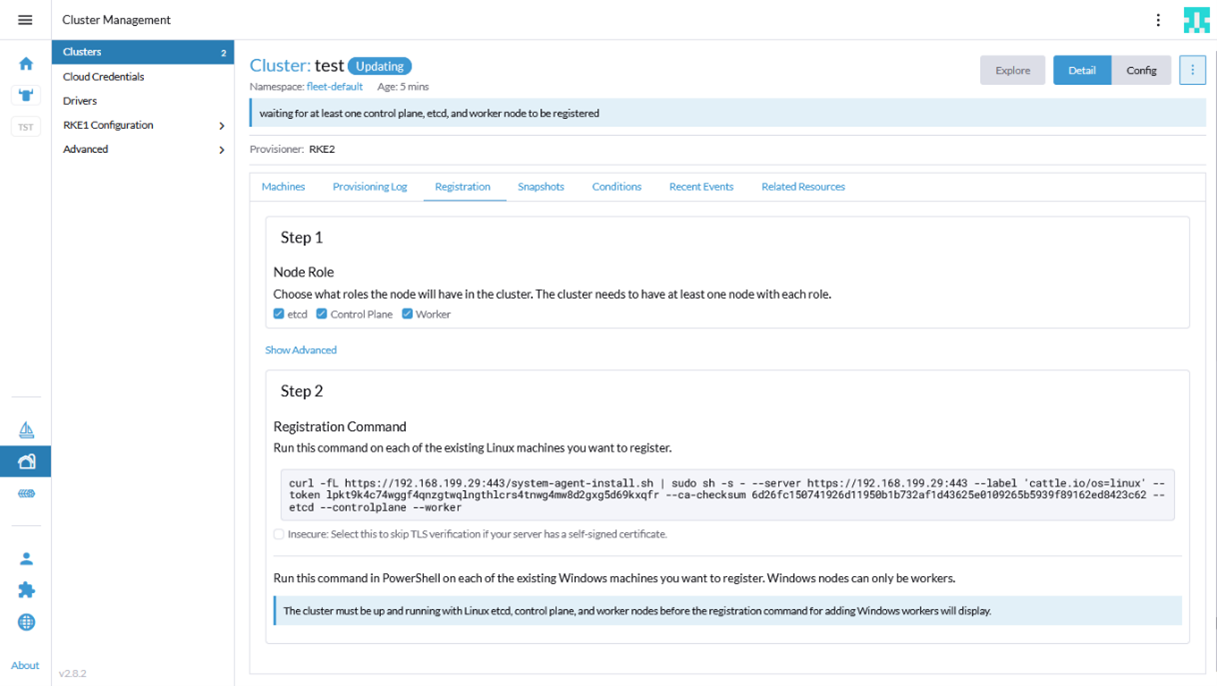 Cluster Management
Clusters 2
Cloud Credentials
Drivers
RKE1 Configuration
Advanced
TST
About
v2.8.2
Cluster: test Updating
Namespace: fleet-default Age: 5 mins
Explore
Detail
Config
waiting for at least one control plane, etcd, and worker node to be registered
Provisioner: RKE2
Machines Provisioning Log Registration Snapshots Conditions Recent Events Related Resources
Step 1
Node Role
Choose what roles the node will have in the cluster. The cluster needs to have at least one node with each role.
etcd Control Plane Worker
Show Advanced
Step 2
Registration Command
Run this command on each of the existing Linux machines you want to register.
curl -fL https://192.168.199.29:443/system-agent-install.sh | sudo sh -s - --server https://192.168.199.29:443 --label 'cattle.io/os=linux' --
token lpkt9k4c74wggf4qnzgtwqlngthlcrs4tnwg4mw8d2gxg5d69kxqfr --ca-checksum 6d26fc150741926d11950b1b732af1d43625e0109265b5939f89162ed8423c62 --
etcd --controlplane --worker
Insecure: Select this to skip TLS verification if your server has a self-signed certificate.
Run this command in PowerShell on each of the existing Windows machines you want to register. Windows nodes can only be workers.
The cluster must be up and running with Linux etcd, control plane, and worker nodes before the registration command for adding Windows workers will display.